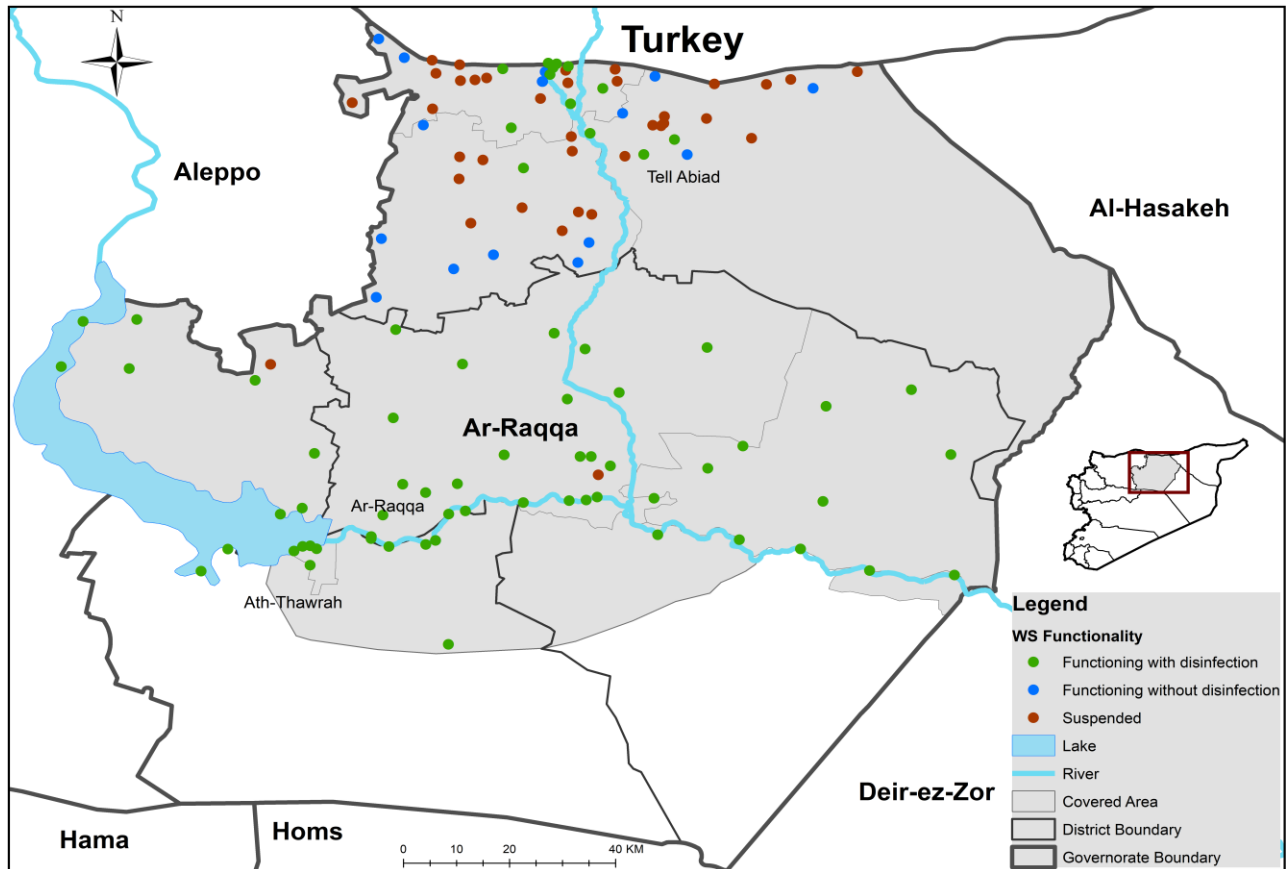 N
Turkey
Aleppo
Tell Abiad
Al-Hasakeh
Ar-Raqqa
Ar-Raqqa
Ath-Thawrah
Deir-ez-Zor
Hama
Homs
0 5 10 20 30 40 KM
Legend
WS Functionality
Functioning with disinfection
Functioning without disinfection
Suspended
Lake
River
Covered Area
District Boundary
Governorate Boundary